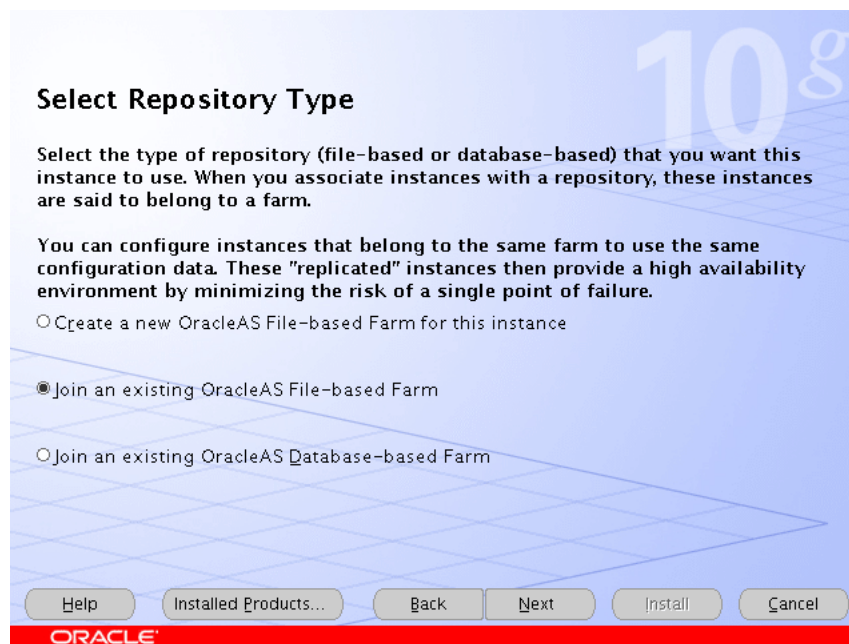 10g
Select Repository Type
Select the type of repository (file-based or database-based) that you want this
instance to use. When you associate instances with a repository, these instances
are said to belong to a farm.
You can configure instances that belong to the same farm to use the same
configuration data. These "replicated" instances then provide a high availability
environment by minimizing the risk of a single point of failure.
Create a new OracleAS File-based Farm for this instance
Join an existing OracleAS File-based Farm
Join an existing OracleAS Database-based Farm
Help Installed Products... Back Next Install Cancel
ORACLE